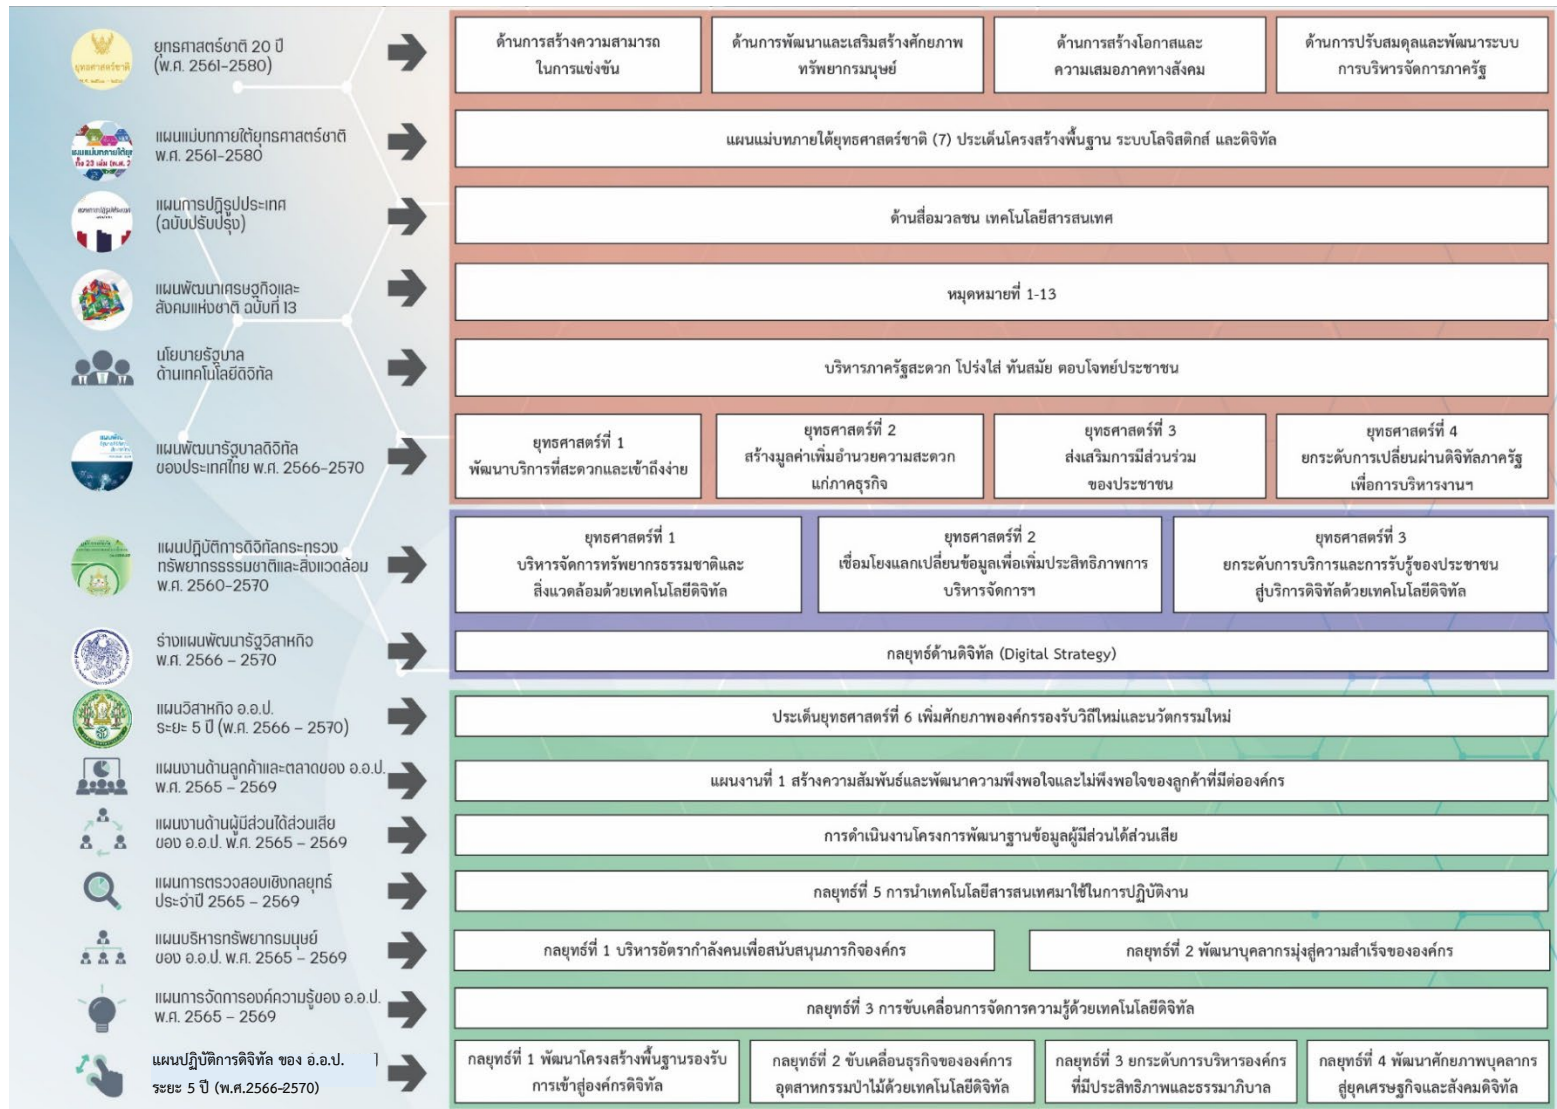 ยุทธศาสตร์ชาติ 20 ปี
(พ.ศ. 2561-2580)
ด้านการสร้างความสามารถ
ในการแข่งขัน
ด้านการพัฒนาและเสริมสร้างศักยภาพ
ทรัพยากรมนุษย์
ด้านการสร้างโอกาสและ
ความเสมอภาคทางสังคม
ด้านการปรับสมดุลและพัฒนาระบบ
การบริหารจัดการภาครัฐ
แผนแม่บทภายใต้ยุทธศาสตร์ชาติ
พ.ศ. 2561-2580
แผนแม่บทภายใต้ยุทธศาสตร์ชาติ (7) ประเด็นโครงสร้างพื้นฐาน ระบบโลจิสติกส์ และดิจิทัล
แผนการปฏิรูปประเทศ
(ฉบับปรับปรุง)
ด้านสื่อมวลชน เทคโนโลยีสารสนเทศ
แผนพัฒนาเศรษฐกิจและ
สังคมแห่งชาติ ฉบับที่ 13
หมุดหมายที่ 1-13
นโยบายรัฐบาล
ด้านเทคโนโลยีดิจิทัล
บริหารภาครัฐสะดวก โปร่งใส่ ทันสมัย ตอบโจทย์ประชาชน
แผนพัฒนารัฐบาลดิจิทัล
ของประเทศไทย พ.ศ. 2566-2570
ยุทธศาสตร์ที่ 1
พัฒนาบริการที่สะดวกและเข้าถึงง่าย
ยุทธศาสตร์ที่ 2
สร้างมูลค่าเพิ่มอำนวยความสะดวก
แก่ภาคธุรกิจ
ยุทธศาสตร์ที่ 3
ส่งเสริมการมีส่วนร่วม
ของประชาชน
ยุทธศาสตร์ที่ 4
ยกระดับการเปลี่ยนผ่านดิจิทัลภาครัฐ
เพื่อการบริหารงานฯ
แผนปฏิบัติการดิจิทัลกระทรวง
ทรัพยากรธรรมชาติและสิ่งแวดล้อม
พ.ศ. 2560-2570
ยุทธศาสตร์ที่ 1
บริหารจัดการทรัพยากรธรรมชาติและ
สิ่งแวดล้อมด้วยเทคโนโลยีดิจิทัล
ยุทธศาสตร์ที่ 2
เชื่อมโยงแลกเปลี่ยนข้อมูลเพื่อเพิ่มประสิทธิภาพการ
บริหารจัดการฯ
ยุทธศาสตร์ที่ 3
ยกระดับการบริการและการรับรู้ของประชาชน
สู่บริการดิจิทัลด้วยเทคโนโลยีดิจิทัล
ร่างแผนพัฒนารัฐวิสาหกิจ
พ.ศ. 2566 – 2570
กลยุทธ์ด้านดิจิทัล (Digital Strategy)
แผนวิสาหกิจ อ.อ.ป.
ระยะ 5 ปี (พ.ศ. 2566 – 2570)
ประเด็นยุทธศาสตร์ที่ 6 เพิ่มศักยภาพองค์กรรองรับวิถีใหม่และนวัตกรรมใหม่
แผนงานด้านลูกค้าและตลาดของ อ.อ.ป.
พ.ศ. 2565 – 2569
แผนงานที่ 1 สร้างความสัมพันธ์และพัฒนาความพึงพอใจและไม่พึงพอใจของลูกค้าที่มีต่อองค์กร
แผนงานด้านผู้มีส่วนได้ส่วนเสีย
ของ อ.อ.ป. พ.ศ. 2565 – 2569
การดำเนินงานโครงการพัฒนาฐานข้อมูลผู้มีส่วนได้ส่วนเสีย
แผนการตรวจสอบเชิงกลยุทธ์
ประจำปี 2565 – 2569
กลยุทธ์ที่ 5 การนำเทคโนโลยีสารสนเทศมาใช้ในการปฏิบัติงาน
แผนบริหารทรัพยากรมนุษย์
ของ อ.อ.ป. พ.ศ. 2565 – 2569
กลยุทธ์ที่ 1 บริหารอัตรากำลังคนเพื่อสนับสนุนภารกิจองค์กร
กลยุทธ์ที่ 2 พัฒนาบุคลากรมุ่งสู่ความสำเร็จขององค์กร
แผนการจัดการองค์ความรู้ของ อ.อ.ป.
พ.ศ. 2565 – 2569
กลยุทธ์ที่ 3 การขับเคลื่อนการจัดการความรู้ด้วยเทคโนโลยีดิจิทัล
แผนปฏิบัติการดิจิทัล ของ อ.อ.ป.
ระยะ 5 ปี (พ.ศ.2566-2570)
กลยุทธ์ที่ 1 พัฒนาโครงสร้างพื้นฐานรองรับ
การเข้าสู่องค์กรดิจิทัล
กลยุทธ์ที่ 2 ขับเคลื่อนธุรกิจขององค์การ
อุตสาหกรรมป่าไม้ด้วยเทคโนโลยีดิจิทัล
กลยุทธ์ที่ 3 ยกระดับการบริหารองค์กร
ที่มีประสิทธิภาพและธรรมาภิบาล
กลยุทธ์ที่ 4 พัฒนาศักยภาพบุคลากร
สู่ยุคเศรษฐกิจและสังคมดิจิทัล